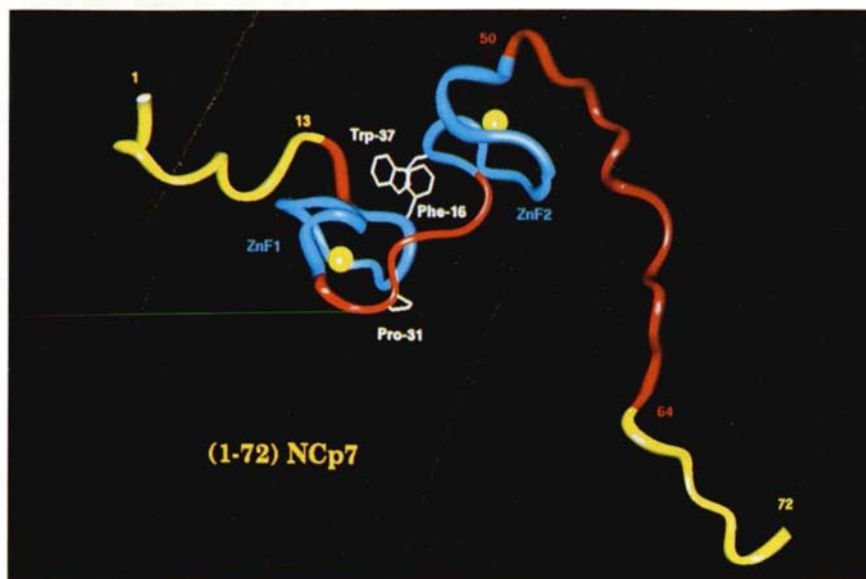 50
1
13
Trp-37
Phe-16
ZnF2
ZnF1
Pro-31
64
(1-72) NCp7
72